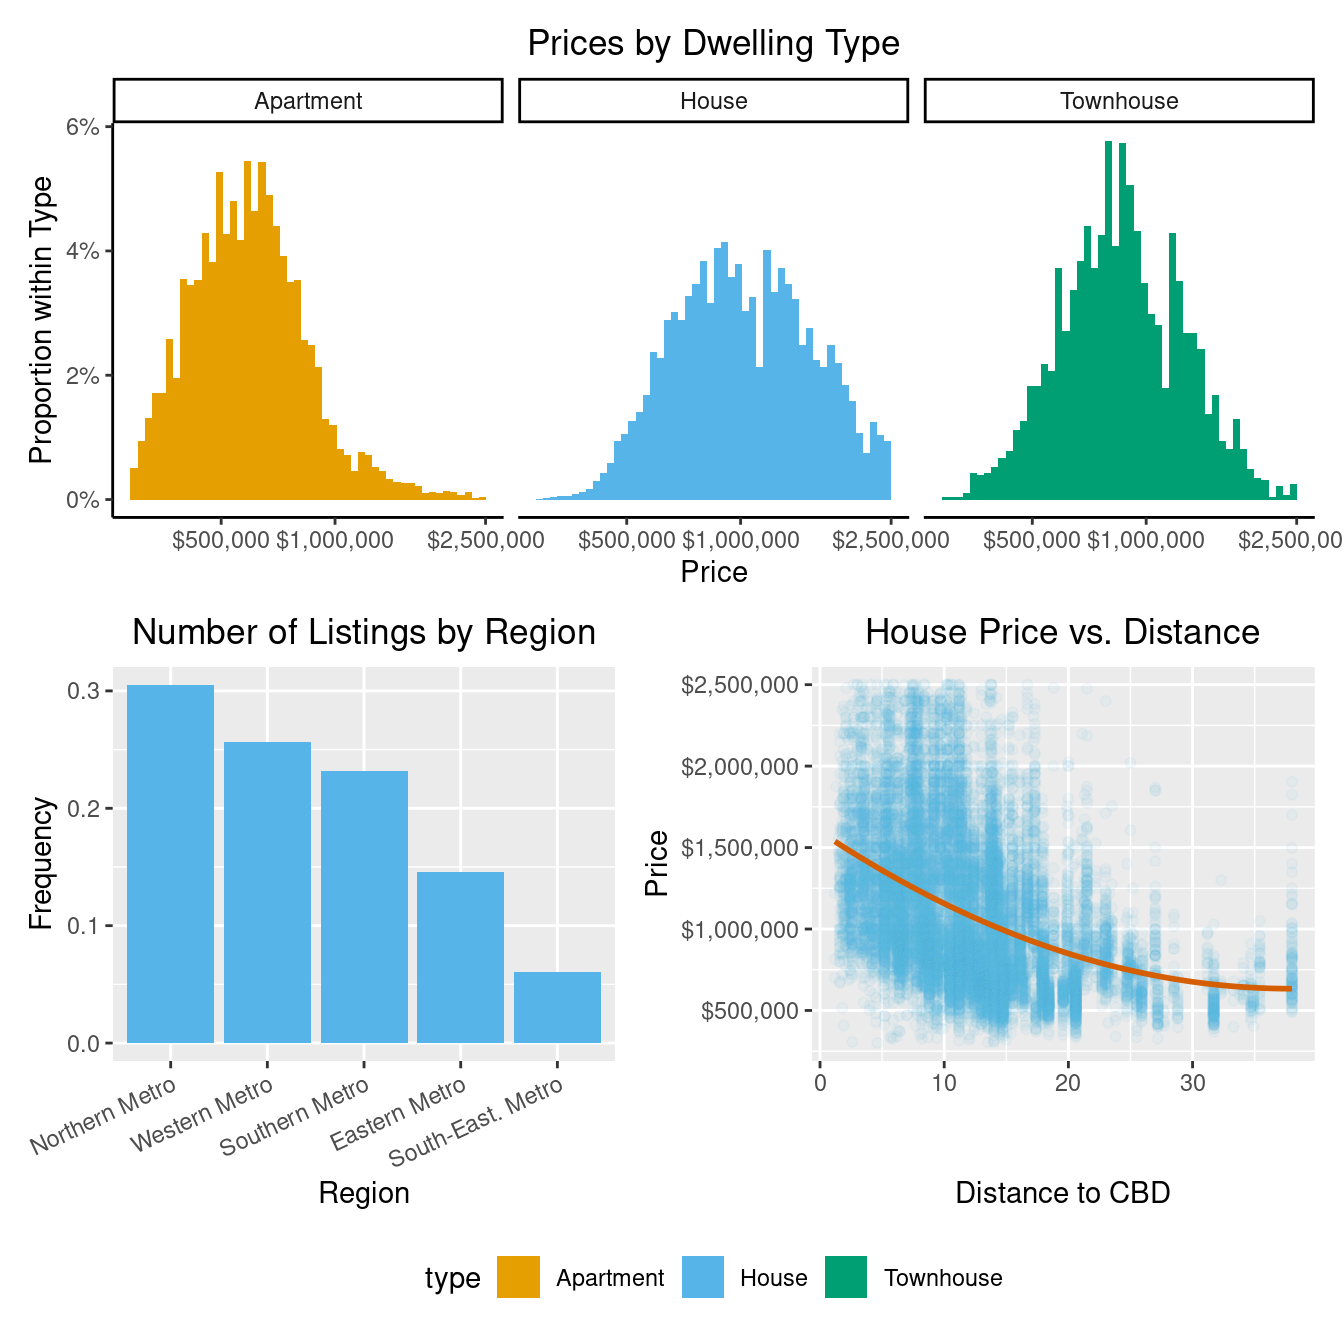 Prices by Dwelling Type
Apartment House Townhouse
6%
4%
2%
0%
Proportion within Type
$500,000 $1,000,000 $2,500,000 $500,000 $1,000,000 $2,500,000 $500,000 $1,000,000 $2,500,00
Price
Number of Listings by Region
0.3
0.2
0.1
0.0
Frequency
Northern Metro
Western Metro
Southern Metro
Eastern Metro
South-East. Metro
Region
House Price vs. Distance
$2,500,000
$2,000,000
$1,500,000
$1,000,000
$500,000
Price
0 10 20 30
Distance to CBD
type Apartment House Townhouse